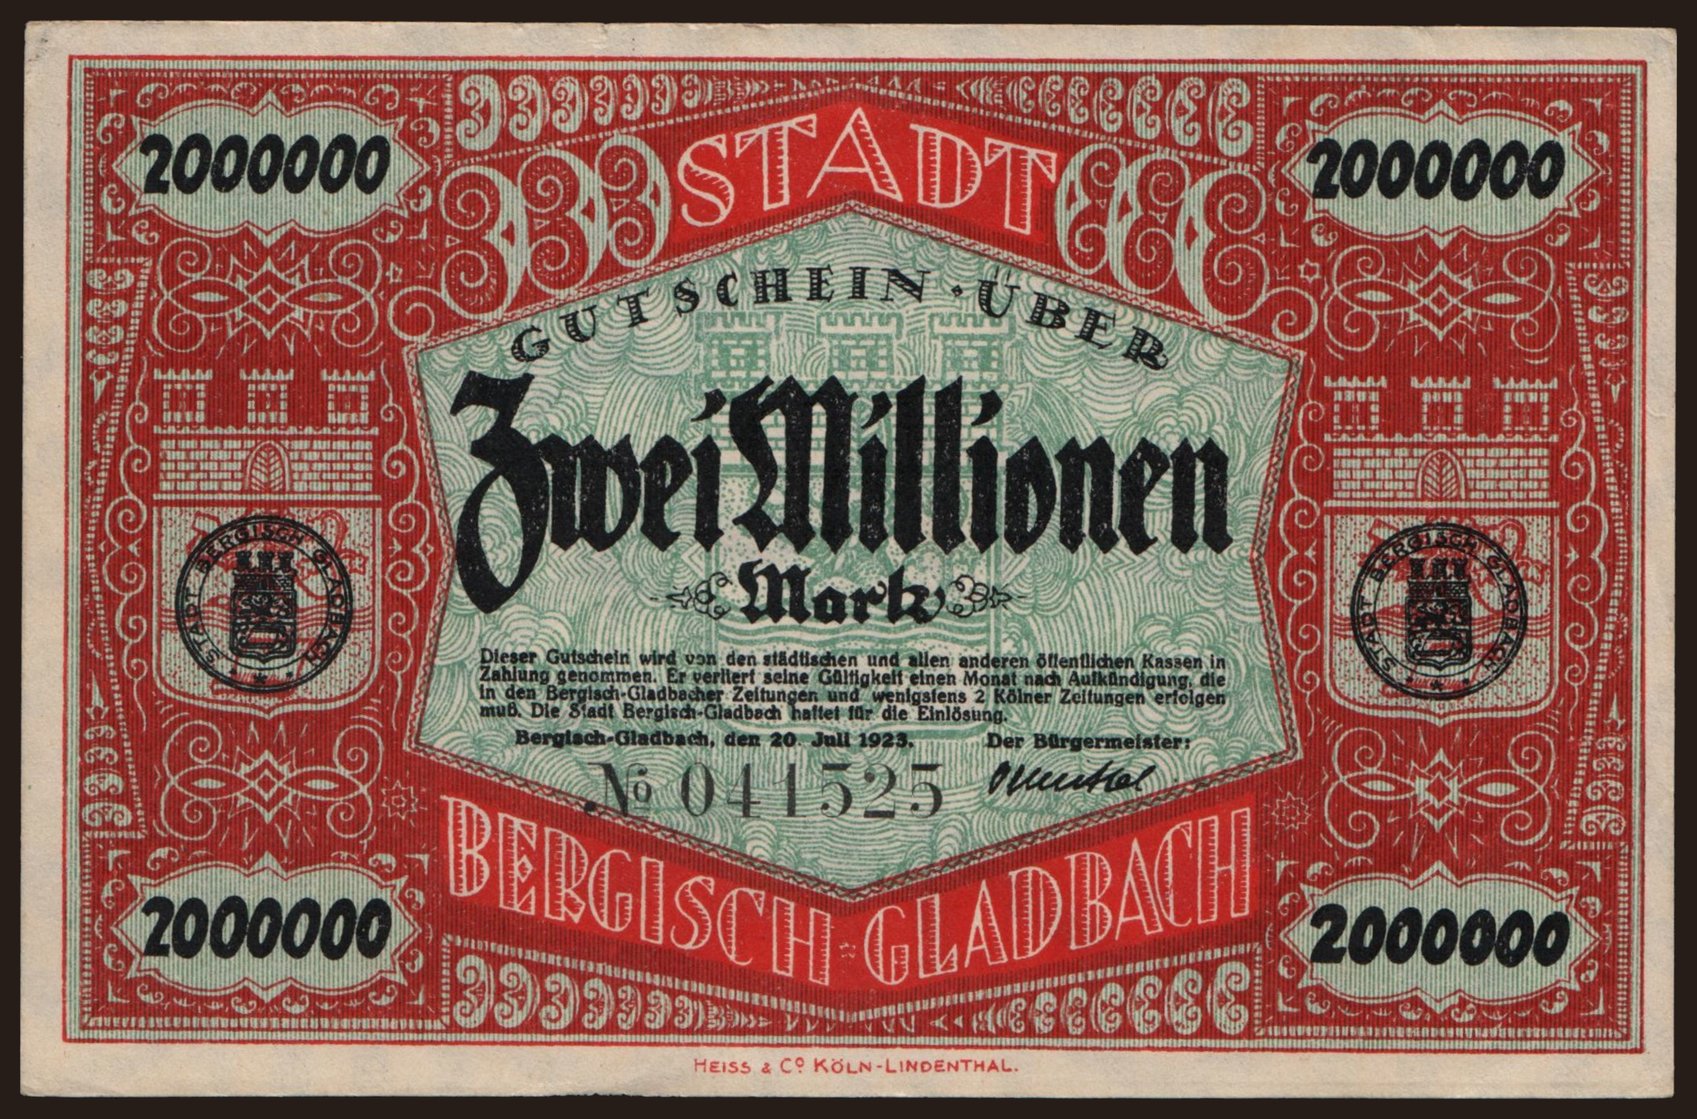 2000000
STADT
2000000
GUTSCHEIN · ÜBER
Zwei Millionen
Mark
STADT BERGISCH GLADBACH
STADT BERGISCH GLADBACH
Dieser Gutschein wird von den städtischen und allen anderen öffentlichen Kassen in
Zahlung genommen. Er verliert seine Gültigkeit einen Monat nach Aufkündigung, die
in den Bergisch-Gladbacher Zeitungen und wenigstens 2 Kölner Zeitungen erfolgen
muß. Die Stadt Bergisch-Gladbach haftet für die Einlösung.
Bergisch-Gladbach, den 20. Juli 1923. Der Bürgermeister:
№ 041525
BERGISCH-GLADBACH
2000000
2000000
HEISS & Cº KÖLN-LINDENTHAL.